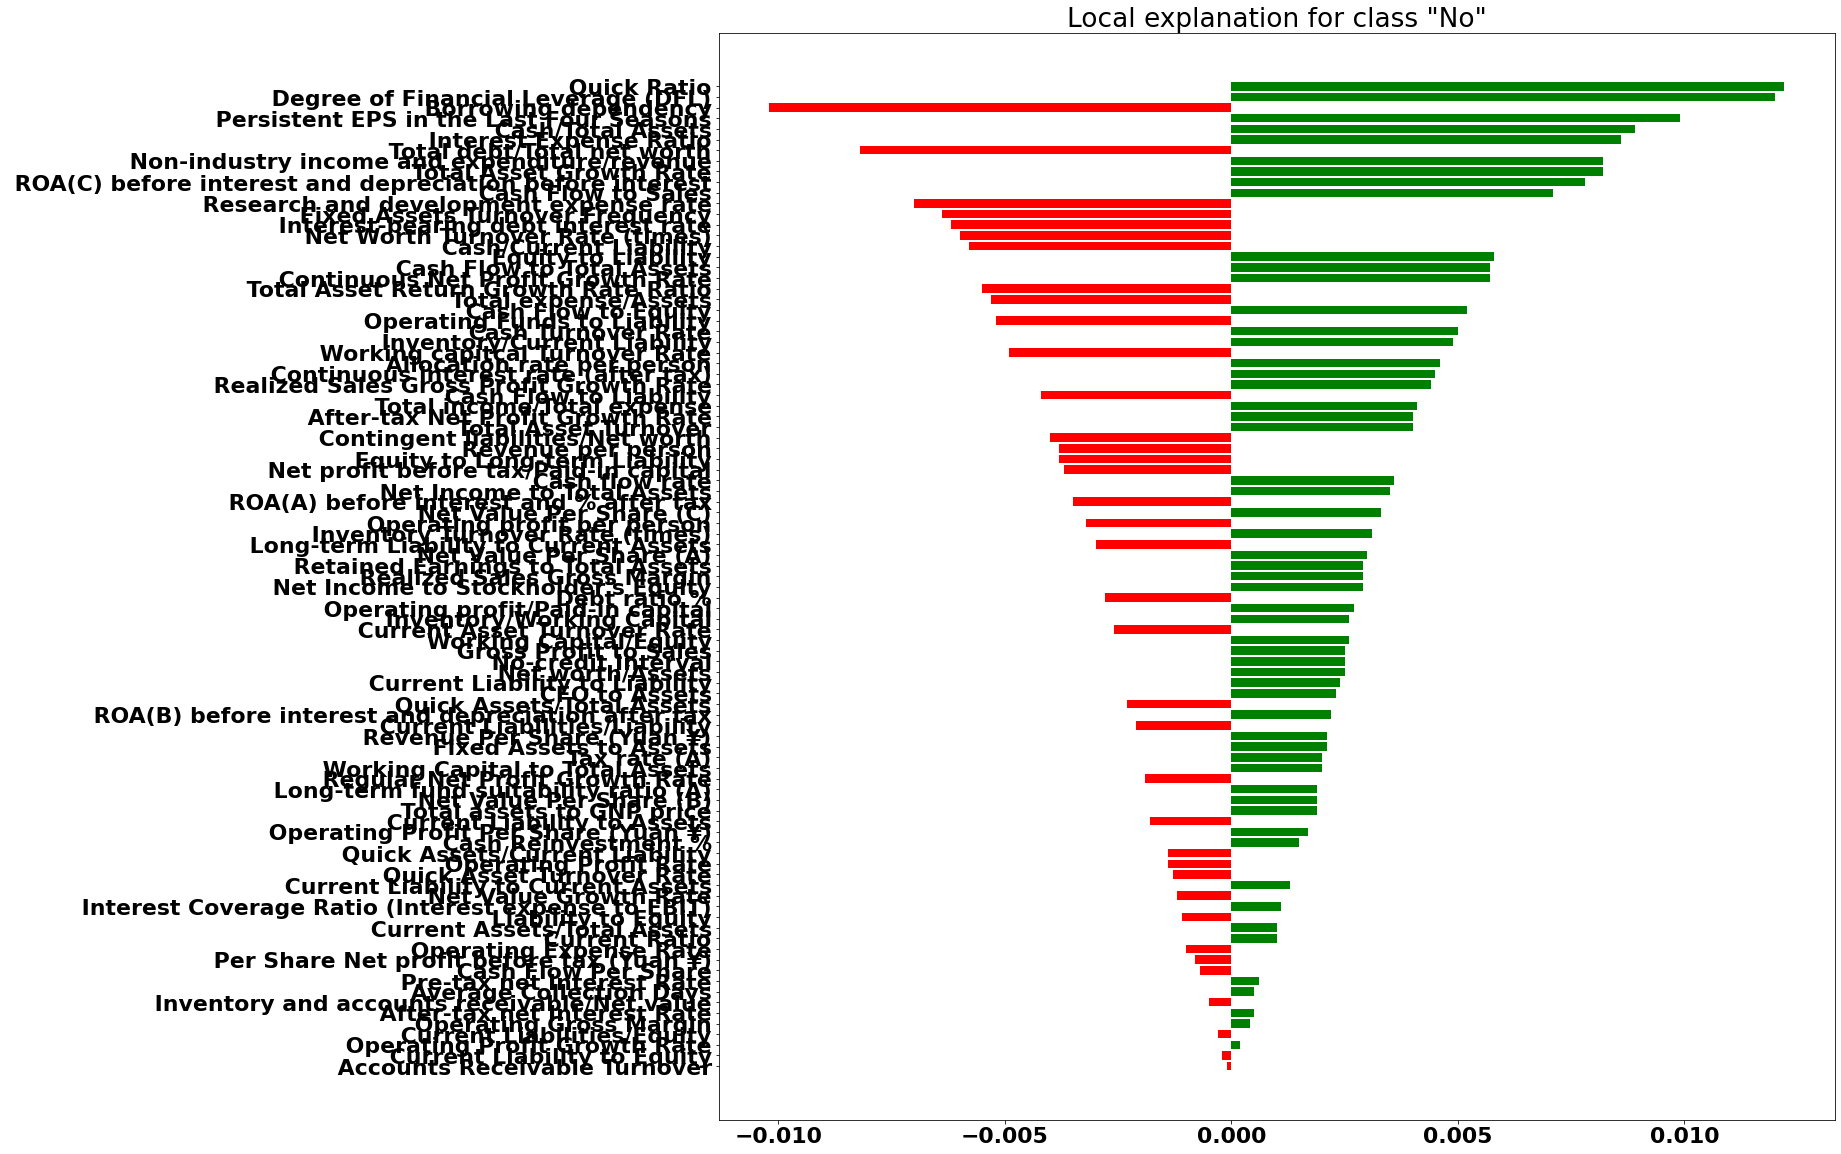 Local explanation for class "No"
Quick Ratio
Degree of Financial Leverage (DFL)
Borrowing dependency
Persistent EPS in the Last Four Seasons
Cash/Total Assets
Interest Expense Ratio
Total debt/Total net worth
Non-industry income and expenditure/revenue
Total Asset Growth Rate
ROA(C) before interest and depreciation before interest
Cash Flow to Sales
Research and development expense rate
Fixed Assets Turnover Frequency
Interest-bearing debt interest rate
Net Worth Turnover Rate (times)
Cash/Current Liability
Equity to Liability
Cash Flow to Total Assets
Continuous Net Profit Growth Rate
Total Asset Return Growth Rate Ratio
Total expense/Assets
Cash Flow to Equity
Operating Funds to Liability
Cash Turnover Rate
Inventory/Current Liability
Working capitcal Turnover Rate
Allocation rate per person
Continuous interest rate (after tax)
Realized Sales Gross Profit Growth Rate
Cash Flow to Liability
Total income/Total expense
After-tax Net Profit Growth Rate
Total Asset Turnover
Contingent liabilities/Net worth
Revenue per person
Equity to Long-term Liability
Net profit before tax/Paid-in capital
Cash flow rate
Net Income to Total Assets
ROA(A) before interest and % after tax
Net Value Per Share (C)
Operating profit per person
Inventory Turnover Rate (times)
Long-term Liability to Current Assets
Net Value Per Share (A)
Retained Earnings to Total Assets
Realized Sales Gross Margin
Net Income to Stockholder's Equity
Debt ratio %
Operating profit/Paid-in capital
Inventory/Working Capital
Current Asset Turnover Rate
Working Capital/Equity
Gross Profit to Sales
No-credit Interval
Net worth/Assets
Current Liability to Liability
CFO to Assets
Quick Assets/Total Assets
ROA(B) before interest and depreciation after tax
Current Liabilities/Liability
Revenue Per Share (Yuan ¥)
Fixed Assets to Assets
Tax rate (A)
Working Capital to Total Assets
Regular Net Profit Growth Rate
Long-term fund suitability ratio (A)
Net Value Per Share (B)
Total assets to GNP price
Current Liability to Assets
Operating Profit Per Share (Yuan ¥)
Cash Reinvestment %
Quick Assets/Current Liability
Operating Profit Rate
Quick Asset Turnover Rate
Current Liability to Current Assets
Net Value Growth Rate
Interest Coverage Ratio (Interest expense to EBIT)
Liability to Equity
Current Assets/Total Assets
Current Ratio
Operating Expense Rate
Per Share Net profit before tax (Yuan ¥)
Cash Flow Per Share
Pre-tax net Interest Rate
Average Collection Days
Inventory and accounts receivable/Net value
After-tax net Interest Rate
Operating Gross Margin
Current Liabilities/Equity
Operating Profit Growth Rate
Current Liability to Equity
Accounts Receivable Turnover
−0.010 −0.005 0.000 0.005 0.010